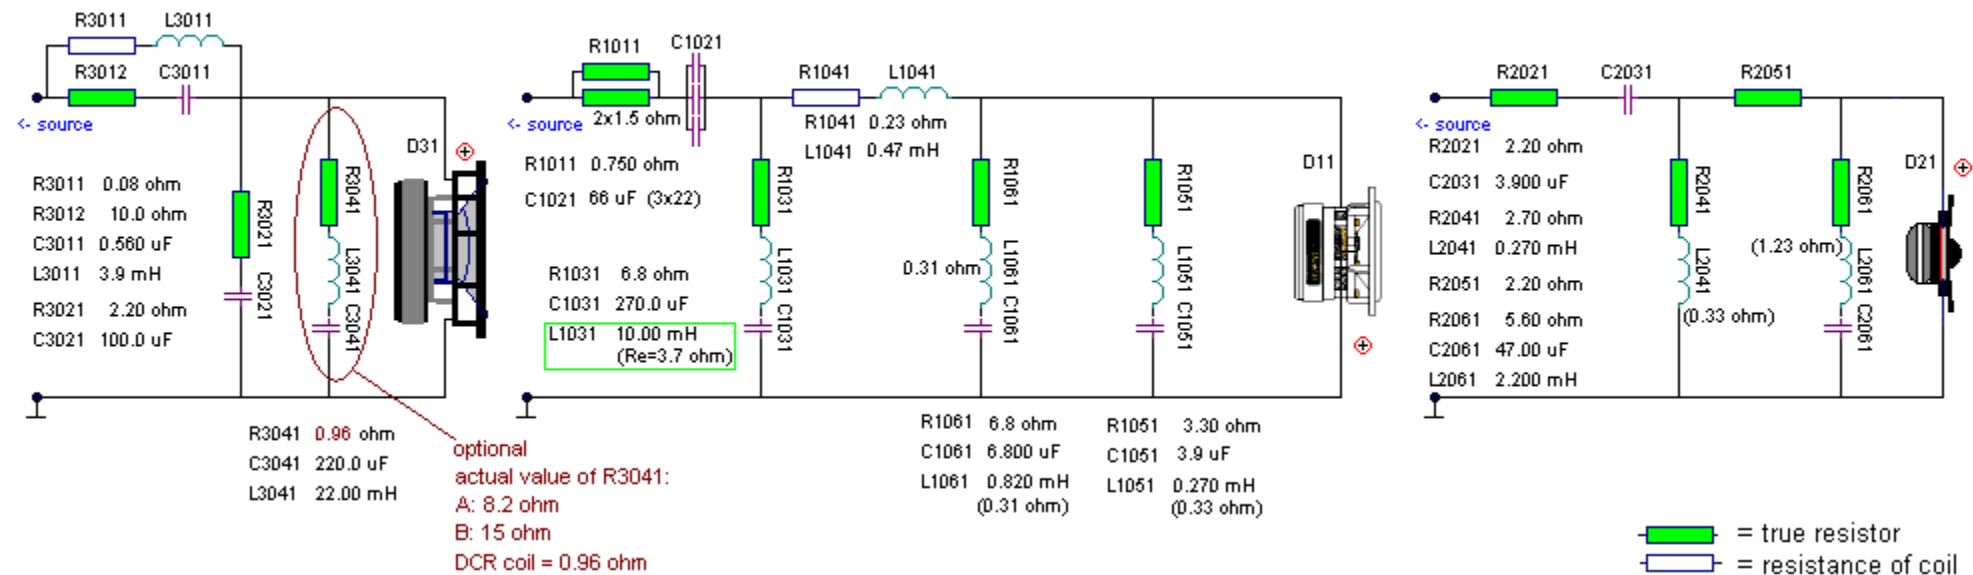 R3011 L3011
R3012 C3011
<- source
D31
R3011 0.08 ohm
R3012 10.0 ohm
C3011 0.560 uF
L3011 3.9 mH
R3021 2.20 ohm
C3021 100.0 uF
R3021 C3021
R3041 L3041 C3041
R3041 0.96 ohm
C3041 220.0 uF
L3041 22.00 mH
optional
actual value of R3041:
A: 8.2 ohm
B: 15 ohm
DCR coil = 0.96 ohm
R1011 C1021
2x1.5 ohm
<- source
R1011 0.750 ohm
C1021 66 uF (3x22)
R1041 L1041
R1041 0.23 ohm
L1041 0.47 mH
R1031 6.8 ohm
C1031 270.0 uF
L1031 10.00 mH
(Re=3.7 ohm)
R1031 L1031 C1031
0.31 ohm
R1061 L1061 C1061
R1051 L1051 C1051
D11
R1061 6.8 ohm
C1061 6.800 uF
L1061 0.820 mH
(0.31 ohm)
R1051 3.30 ohm
C1051 3.9 uF
L1051 0.270 mH
(0.33 ohm)
R2021 C2031 R2051
<- source
R2021 2.20 ohm
C2031 3.900 uF
R2041 2.70 ohm
L2041 0.270 mH
R2051 2.20 ohm
R2061 5.60 ohm
C2061 47.00 uF
L2061 2.200 mH
R2041 L2041
(0.33 ohm)
(1.23 ohm)
R2061 L2061 C2061
D21
= true resistor
= resistance of coil